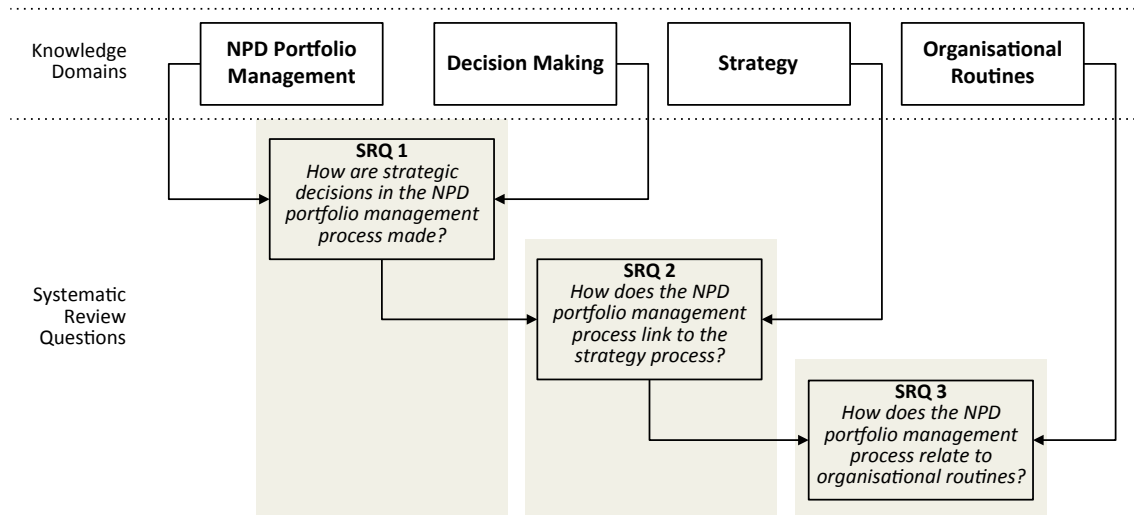 Knowledge
Domains
NPD Portfolio
Management
Decision Making
Strategy
Organisational
Routines
Systematic
Review
Questions
SRQ 1
How are strategic
decisions in the NPD
portfolio management
process made?
SRQ 2
How does the NPD
portfolio management
process link to the
strategy process?
SRQ 3
How does the NPD
portfolio management
process relate to
organisational routines?